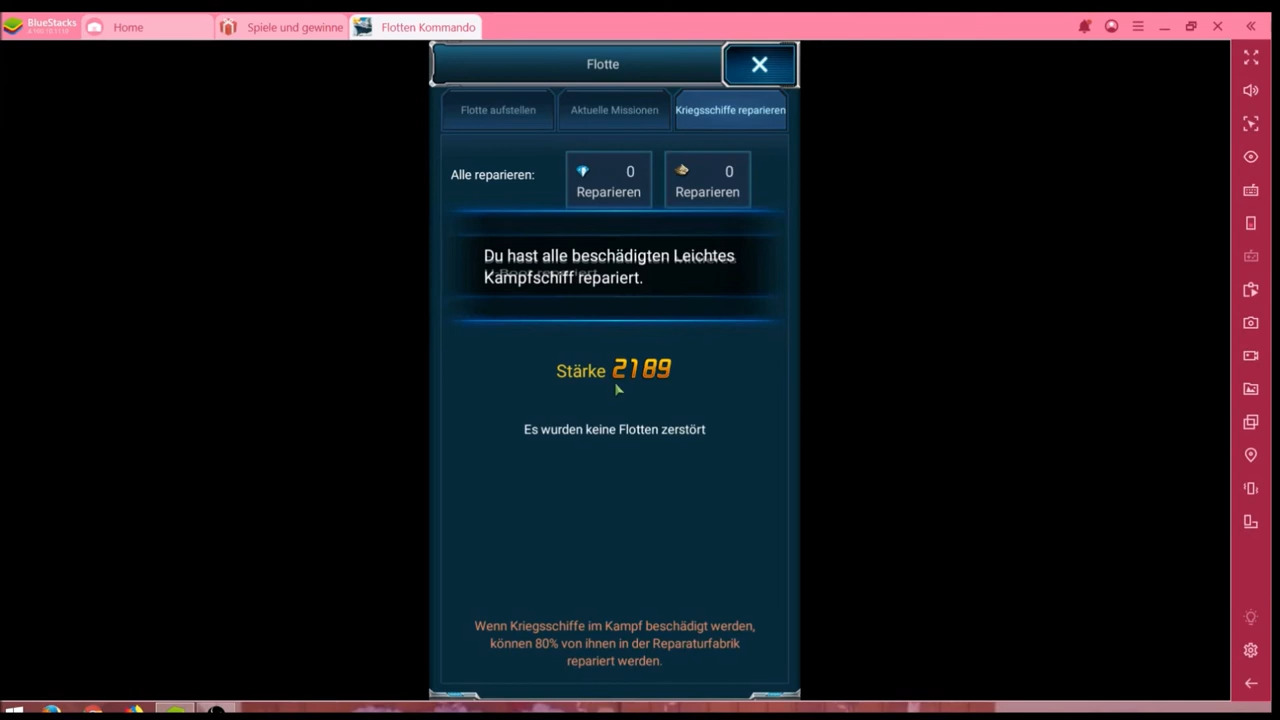 BlueStacks
Home
Spiele und gewinne
Flotten Kommando
Flotte
Flotte aufstellen
Aktuelle Missionen
Kriegsschiffe reparieren
Alle reparieren:
0
Reparieren
0
Reparieren
Du hast alle beschädigten Leichtes
Kampfschiff repariert.
Stärke 2189
Es wurden keine Flotten zerstört
Wenn Kriegsschiffe im Kampf beschädigt werden,
können 80% von ihnen in der Reparaturfabrik
repariert werden.